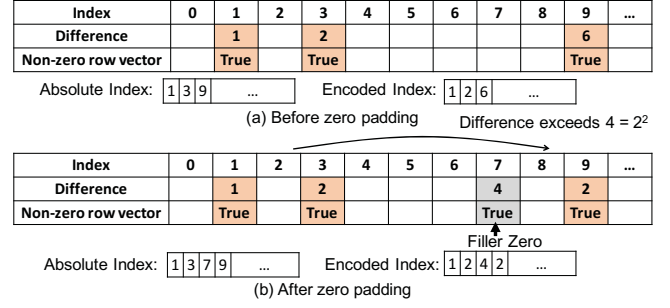 Index 0 1 2 3 4 5 6 7 8 9 ...
Difference 1 2 6
Non-zero row vector True True True
Absolute Index: 1 3 9 ... Encoded Index: 1 2 6 ...
(a) Before zero padding Difference exceeds 4 = 2²
Index 0 1 2 3 4 5 6 7 8 9 ...
Difference 1 2 4 2
Non-zero row vector True True True True
Filler Zero
Absolute Index: 1 3 7 9 ... Encoded Index: 1 2 4 2 ...
(b) After zero padding